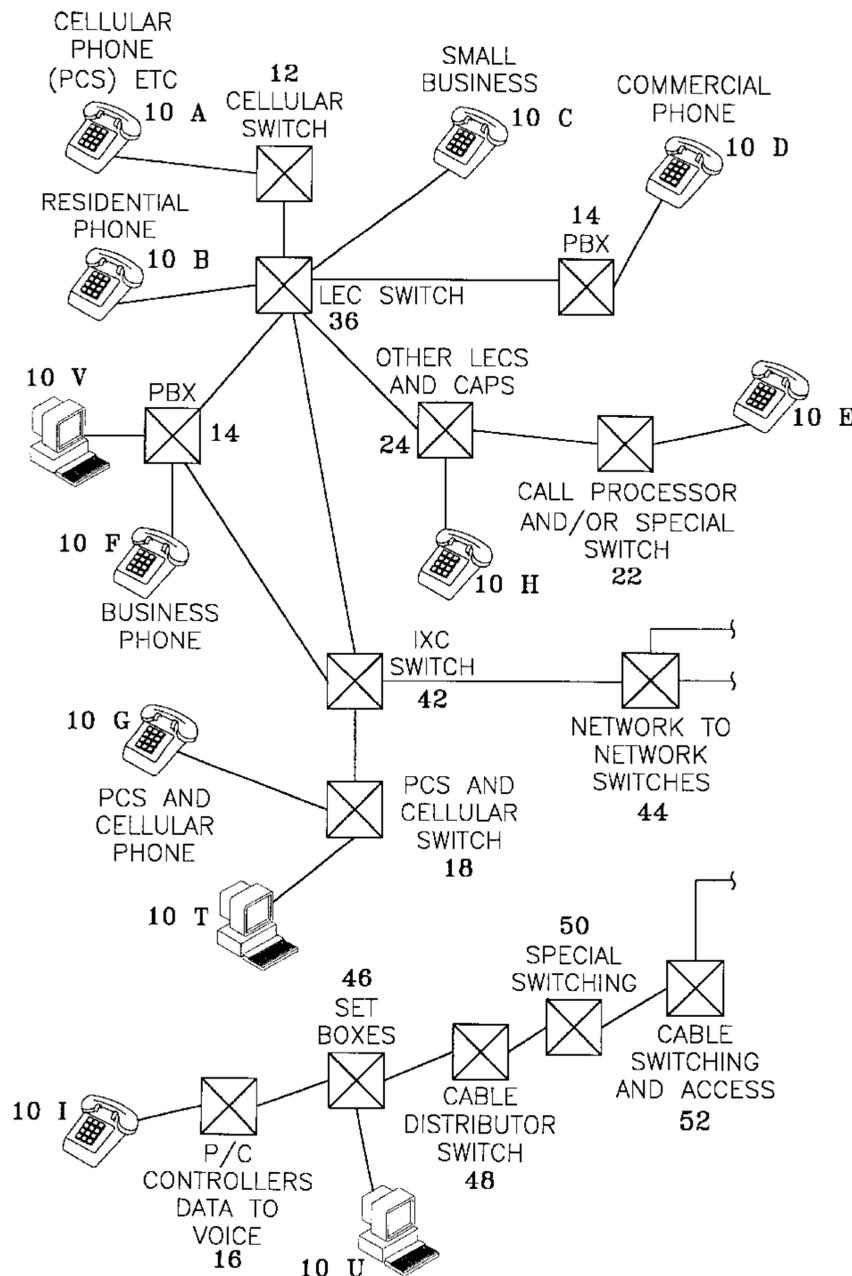 CELLULAR
PHONE
(PCS) ETC
10 A
12
CELLULAR
SWITCH
SMALL
BUSINESS
10 C
COMMERCIAL
PHONE
10 D
RESIDENTIAL
PHONE
10 B
14
PBX
LEC SWITCH
36
10 V
PBX
14
OTHER LECS
AND CAPS
24
10 E
CALL PROCESSOR
AND/OR SPECIAL
SWITCH
22
10 F
BUSINESS
PHONE
10 H
IXC
SWITCH
42
10 G
PCS AND
CELLULAR
PHONE
PCS AND
CELLULAR
SWITCH
18
NETWORK TO
NETWORK
SWITCHES
44
10 T
46
SET
BOXES
50
SPECIAL
SWITCHING
CABLE
SWITCHING
AND ACCESS
52
10 I
P/C
CONTROLLERS
DATA TO
VOICE
16
CABLE
DISTRIBUTOR
SWITCH
48
10 U